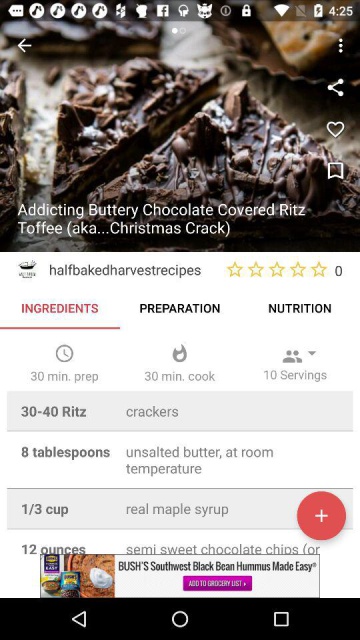 4:25
Addicting Buttery Chocolate Covered Ritz
Toffee (aka...Christmas Crack)
halfbakedharvestrecipes 0
INGREDIENTS PREPARATION NUTRITION
30 min. prep 30 min. cook 10 Servings
30-40 Ritz crackers
8 tablespoons unsalted butter, at room
temperature
1/3 cup real maple syrup
12 ounces semi sweet chocolate chips (or
BUSH'S Southwest Black Bean Hummus Made Easy®
ADD TO GROCERY LIST